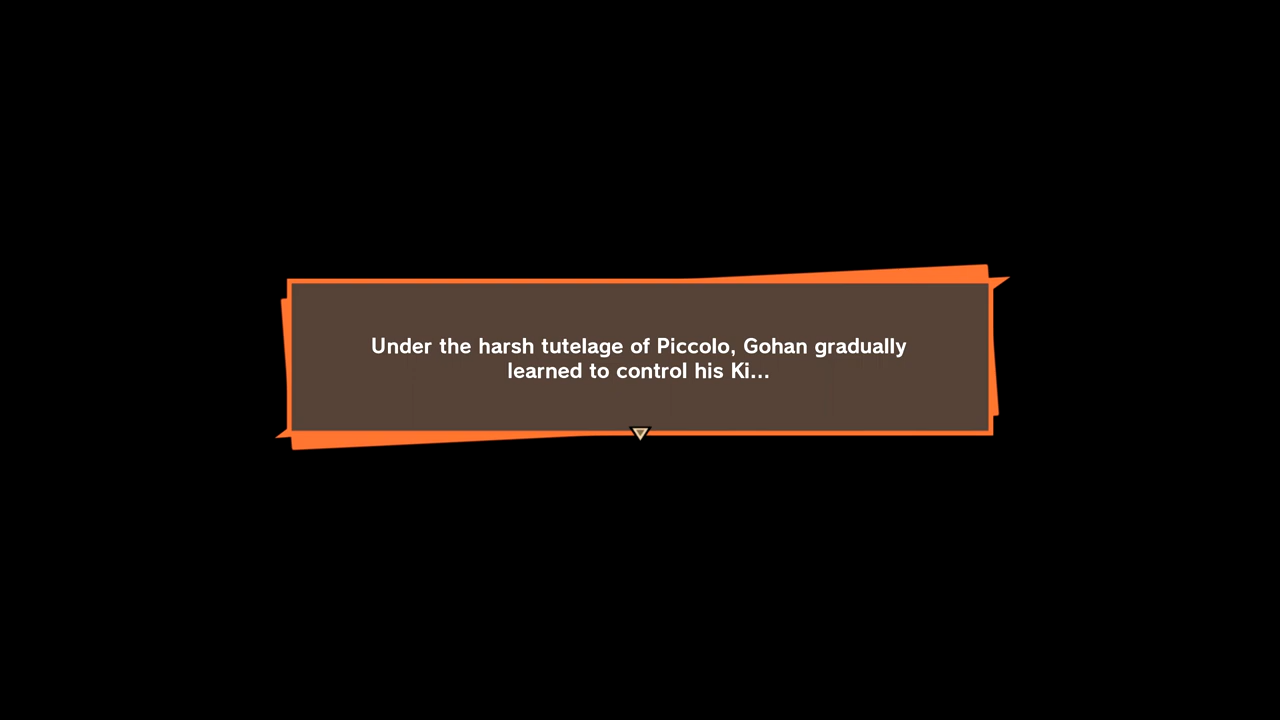 Under the harsh tutelage of Piccolo, Gohan gradually
learned to control his Ki...